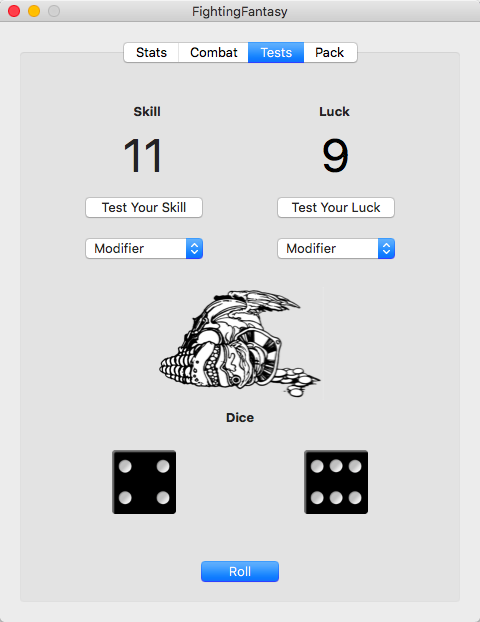 FightingFantasy
Stats Combat Tests Pack
Skill Luck
11 9
Test Your Skill Test Your Luck
Modifier Modifier
Dice
Roll